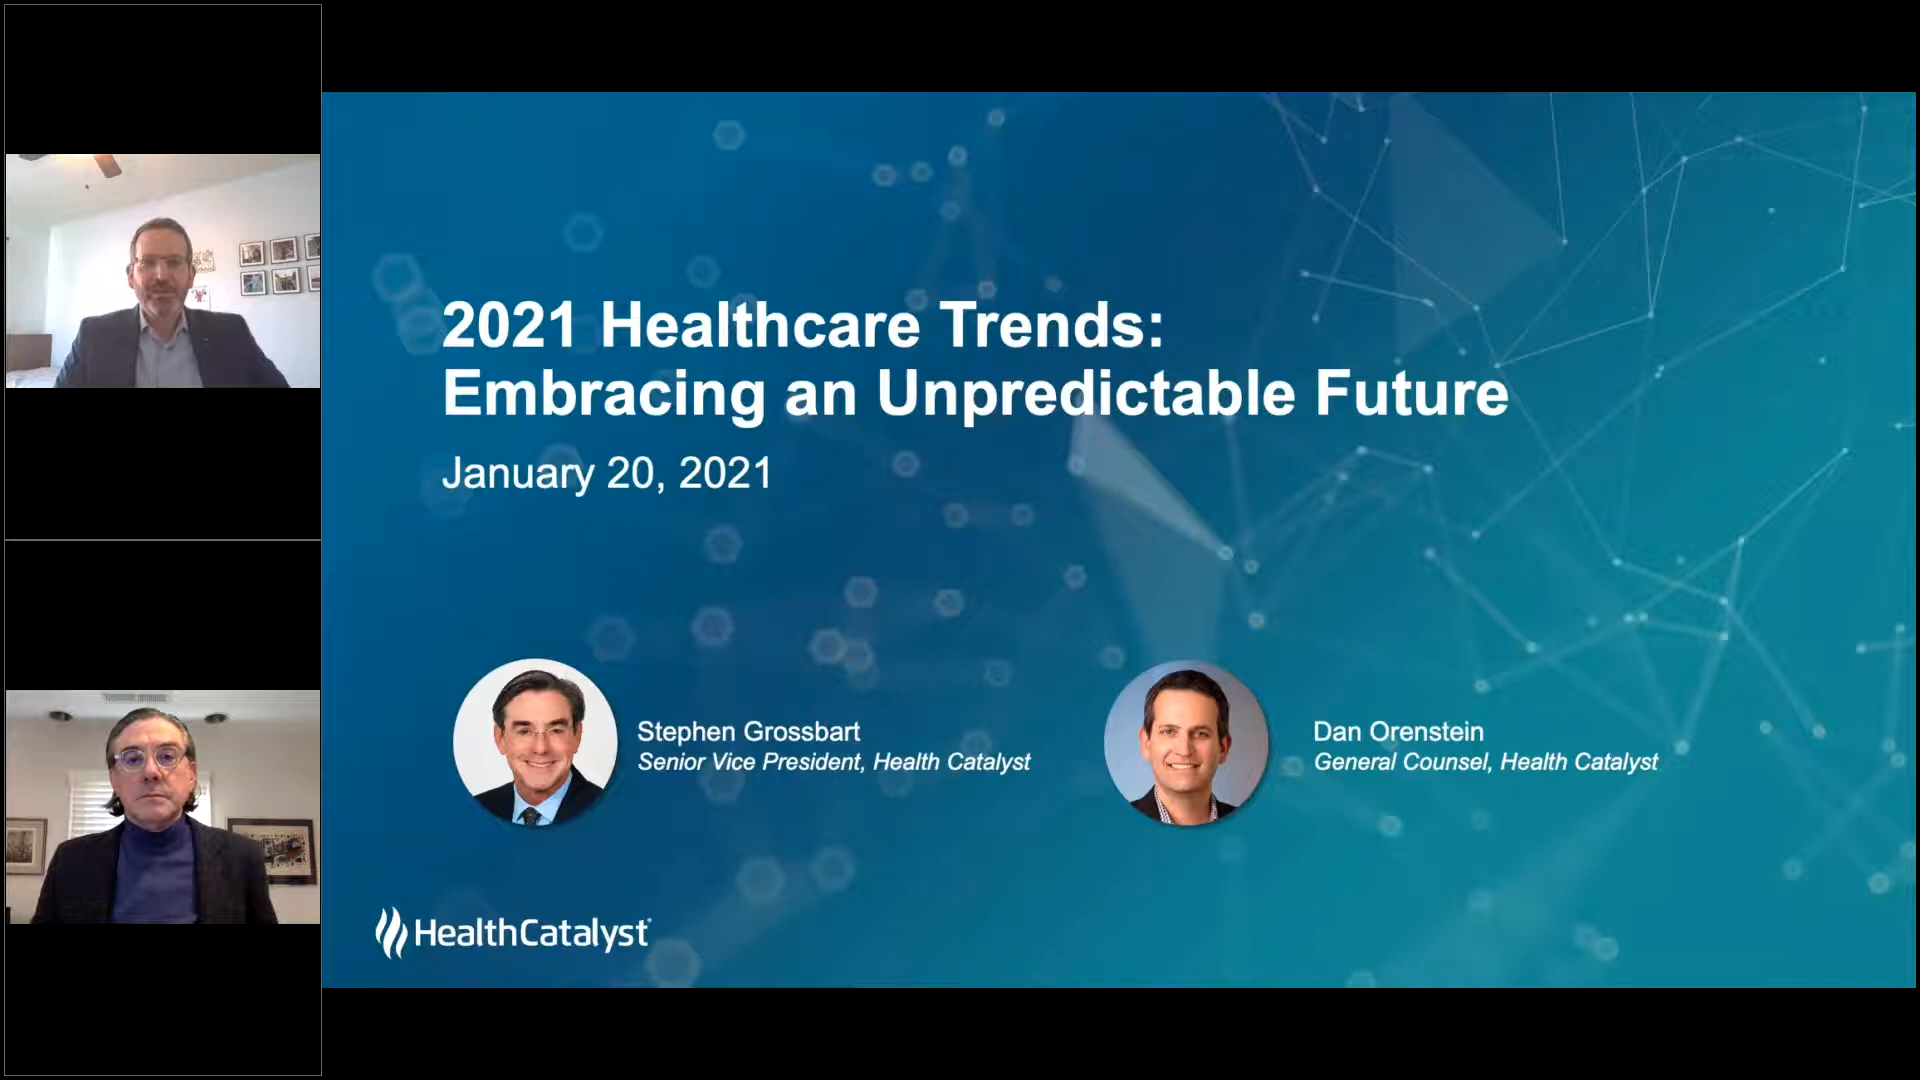 2021 Healthcare Trends:
Embracing an Unpredictable Future
January 20, 2021
Stephen Grossbart
Senior Vice President, Health Catalyst
Dan Orenstein
General Counsel, Health Catalyst
HealthCatalyst